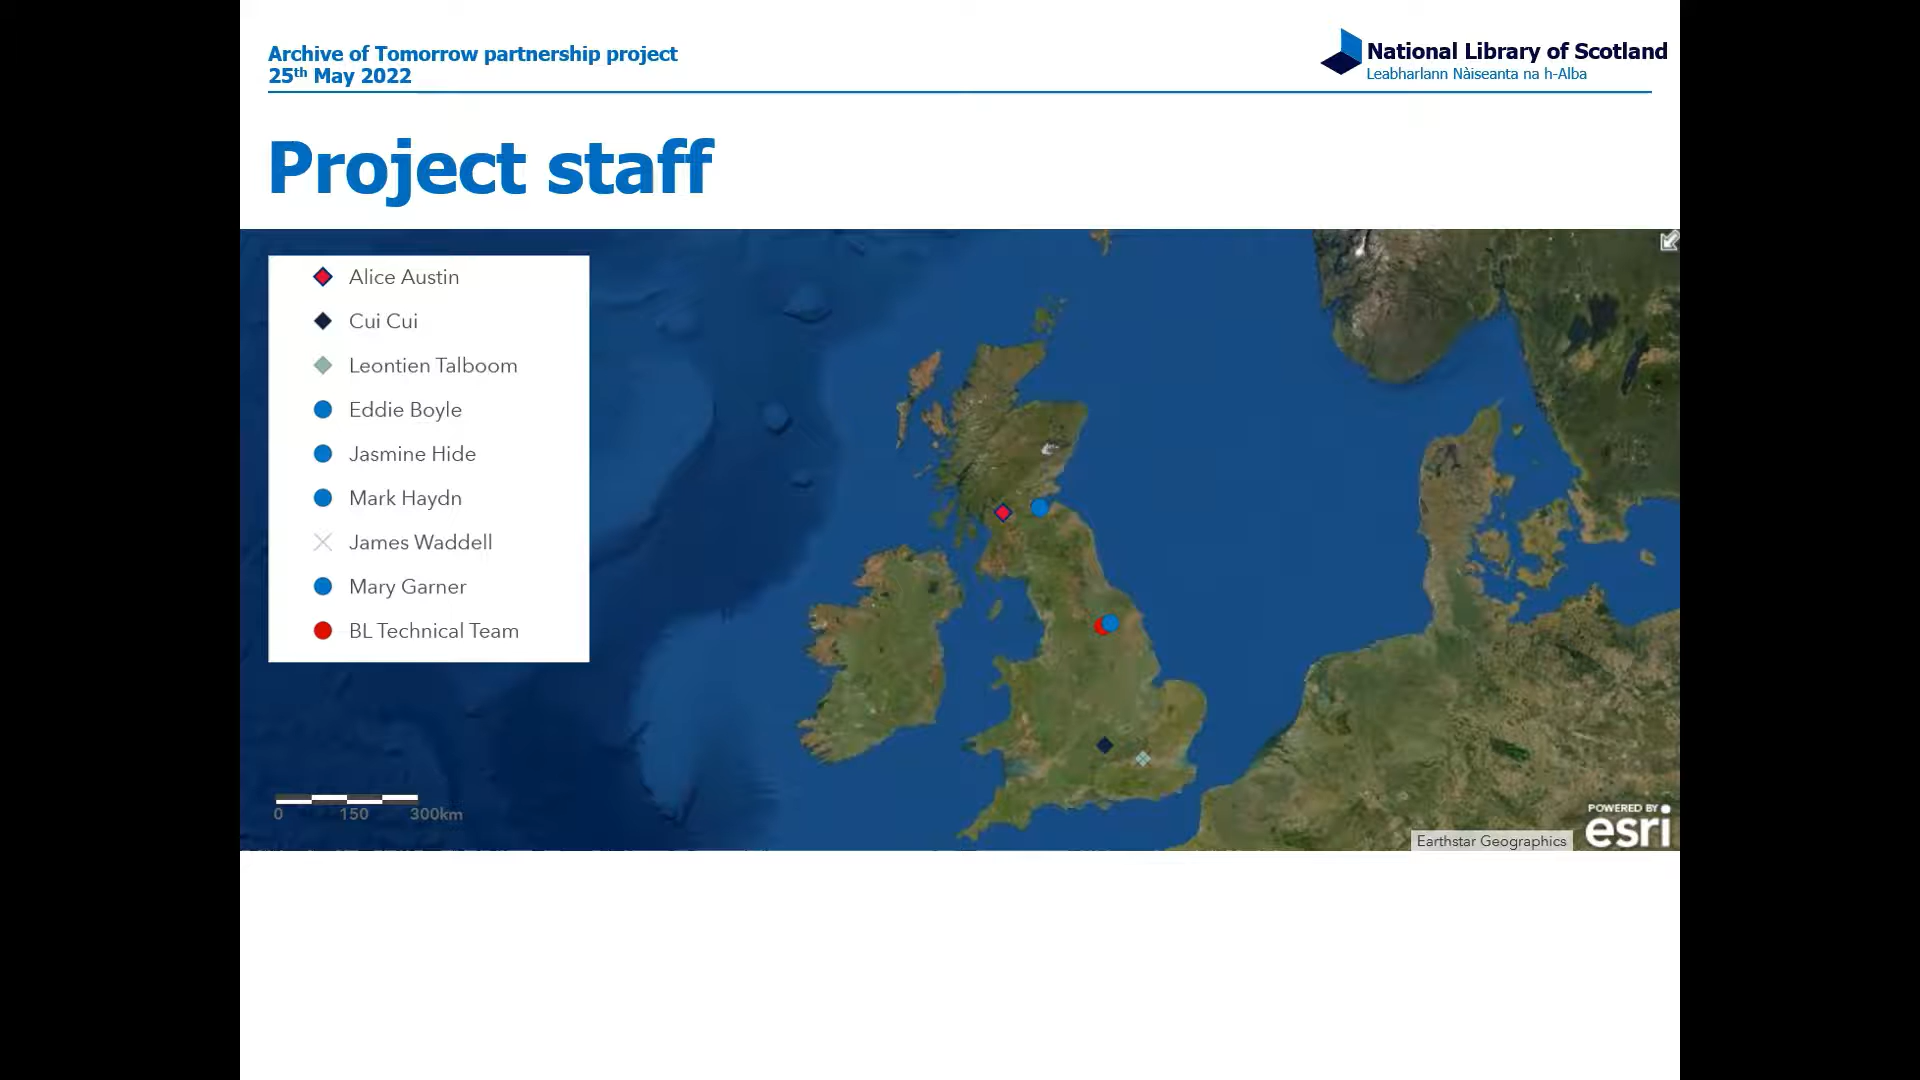 Archive of Tomorrow partnership project
25th May 2022
National Library of Scotland
Leabharlann Nàiseanta na h-Alba
Project staff
Alice Austin
Cui Cui
Leontien Talboom
Eddie Boyle
Jasmine Hide
Mark Haydn
James Waddell
Mary Garner
BL Technical Team
0 150 300km
POWERED BY
esri
Earthstar Geographics